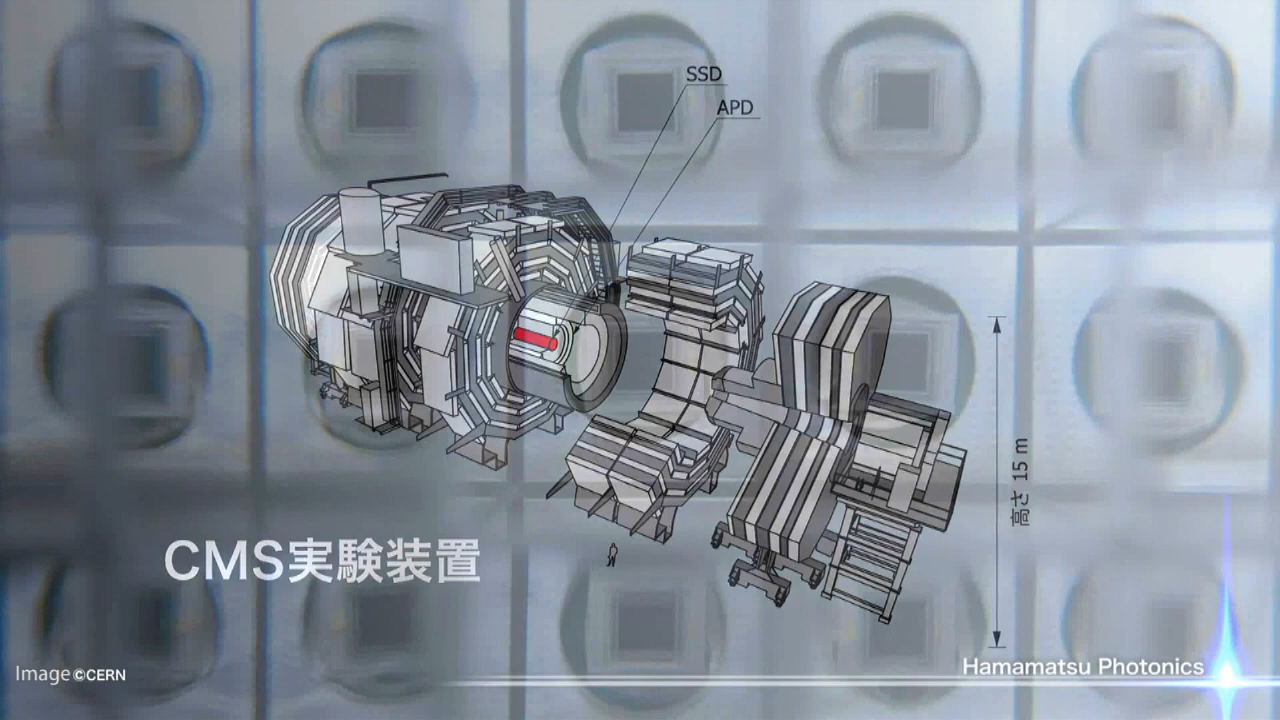 SSD
APD
高さ 15 m
CMS実験装置
Image©CERN
Hamamatsu Photonics